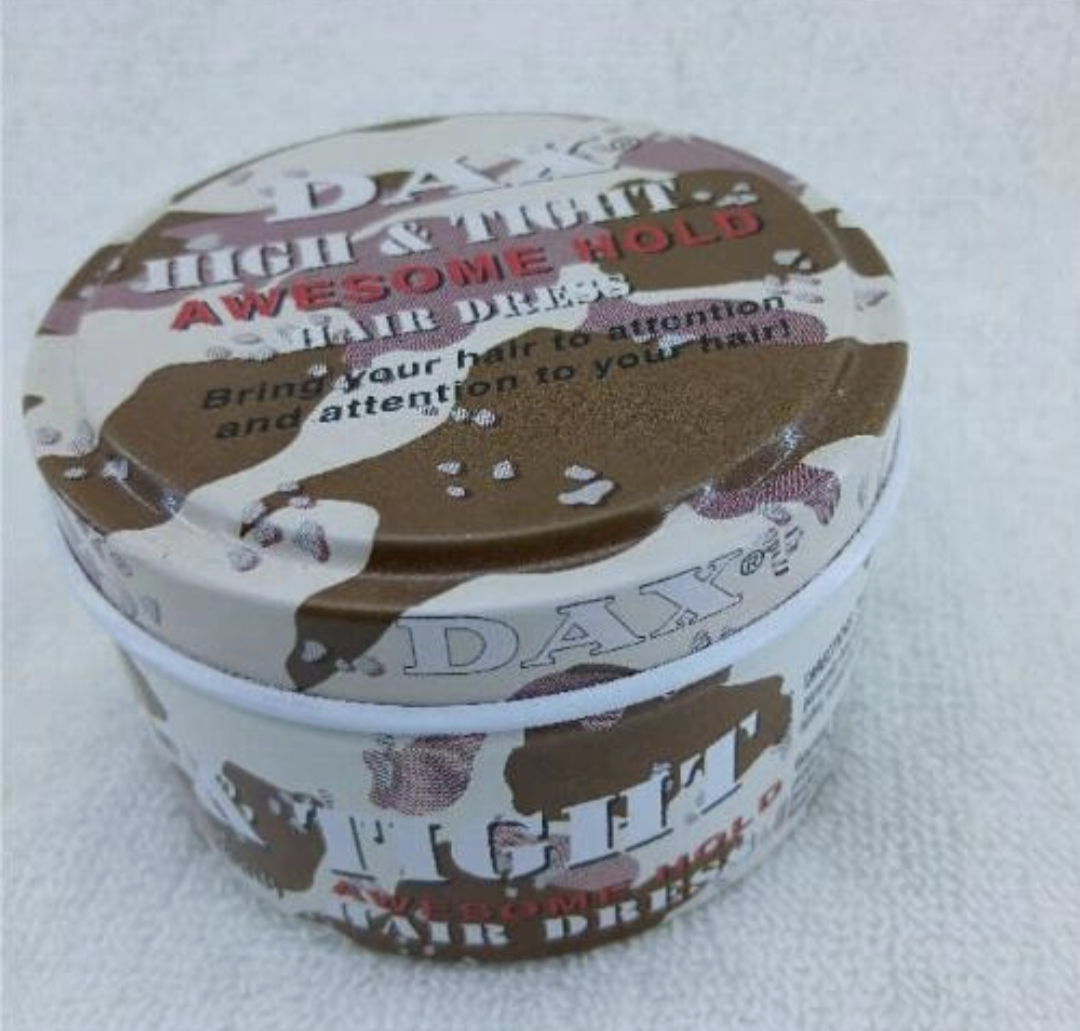 DAX®
HIGH & TIGHT
AWESOME HOLD
HAIR DRESS
Bring your hair to attention
and attention to your hair!
DAX®
& TIGHT
AWESOME HOLD
HAIR DRESS